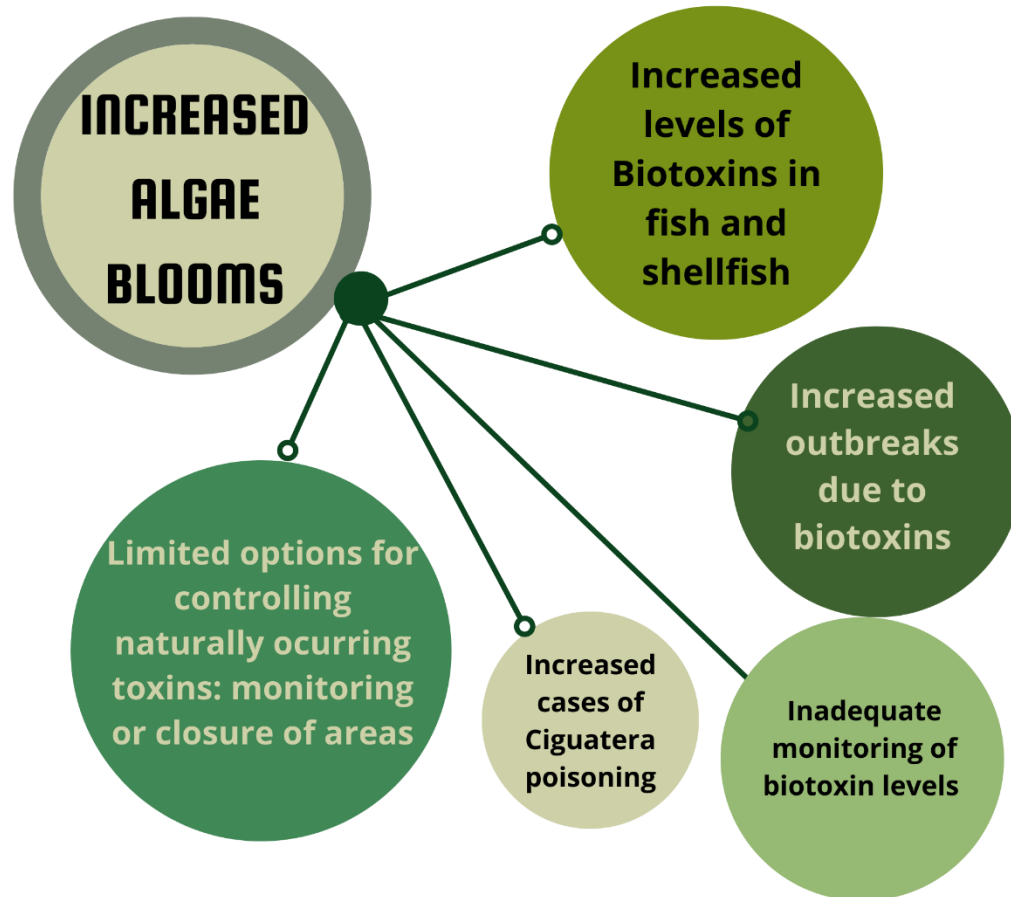 INCREASED
ALGAE
BLOOMS
Increased
levels of
Biotoxins in
fish and
shellfish
Increased
outbreaks
due to
biotoxins
Limited options for
controlling
naturally ocurring
toxins: monitoring
or closure of areas
Increased
cases of
Ciguatera
poisoning
Inadequate
monitoring of
biotoxin levels